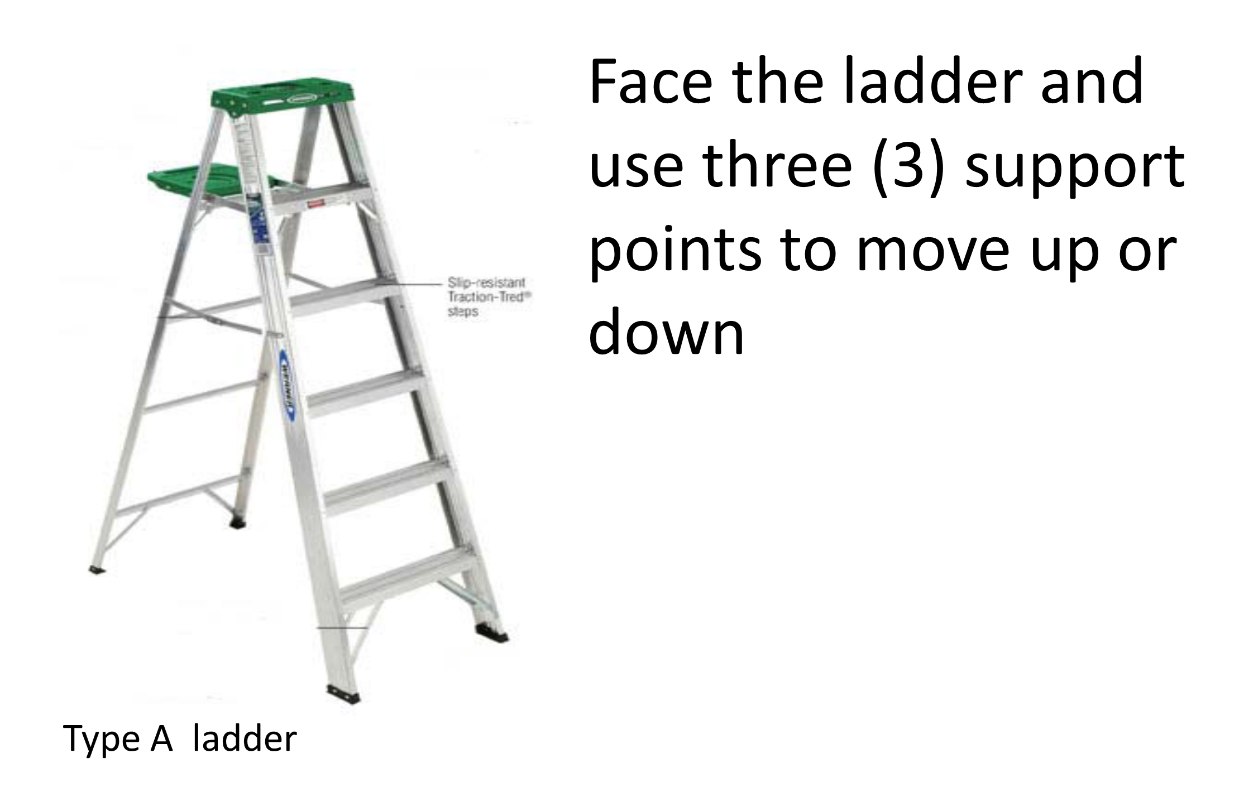 Face the ladder and
use three (3) support
points to move up or
down
Slip-resistant
Traction-Tred®
steps
WERNER
Type A  ladder